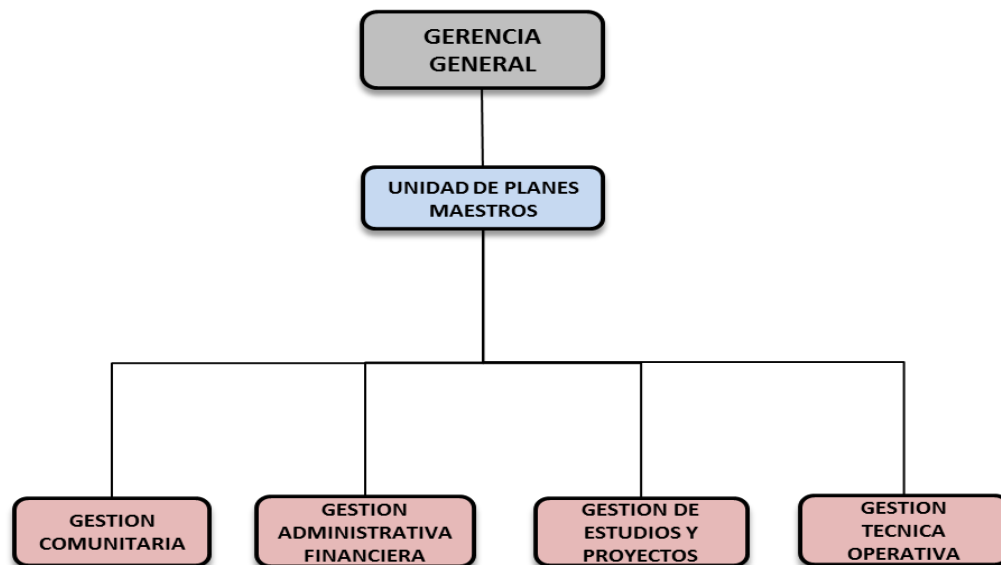 GERENCIA
GENERAL
UNIDAD DE PLANES
MAESTROS
GESTION
COMUNITARIA
GESTION
ADMINISTRATIVA
FINANCIERA
GESTION DE
ESTUDIOS Y
PROYECTOS
GESTION
TECNICA
OPERATIVA